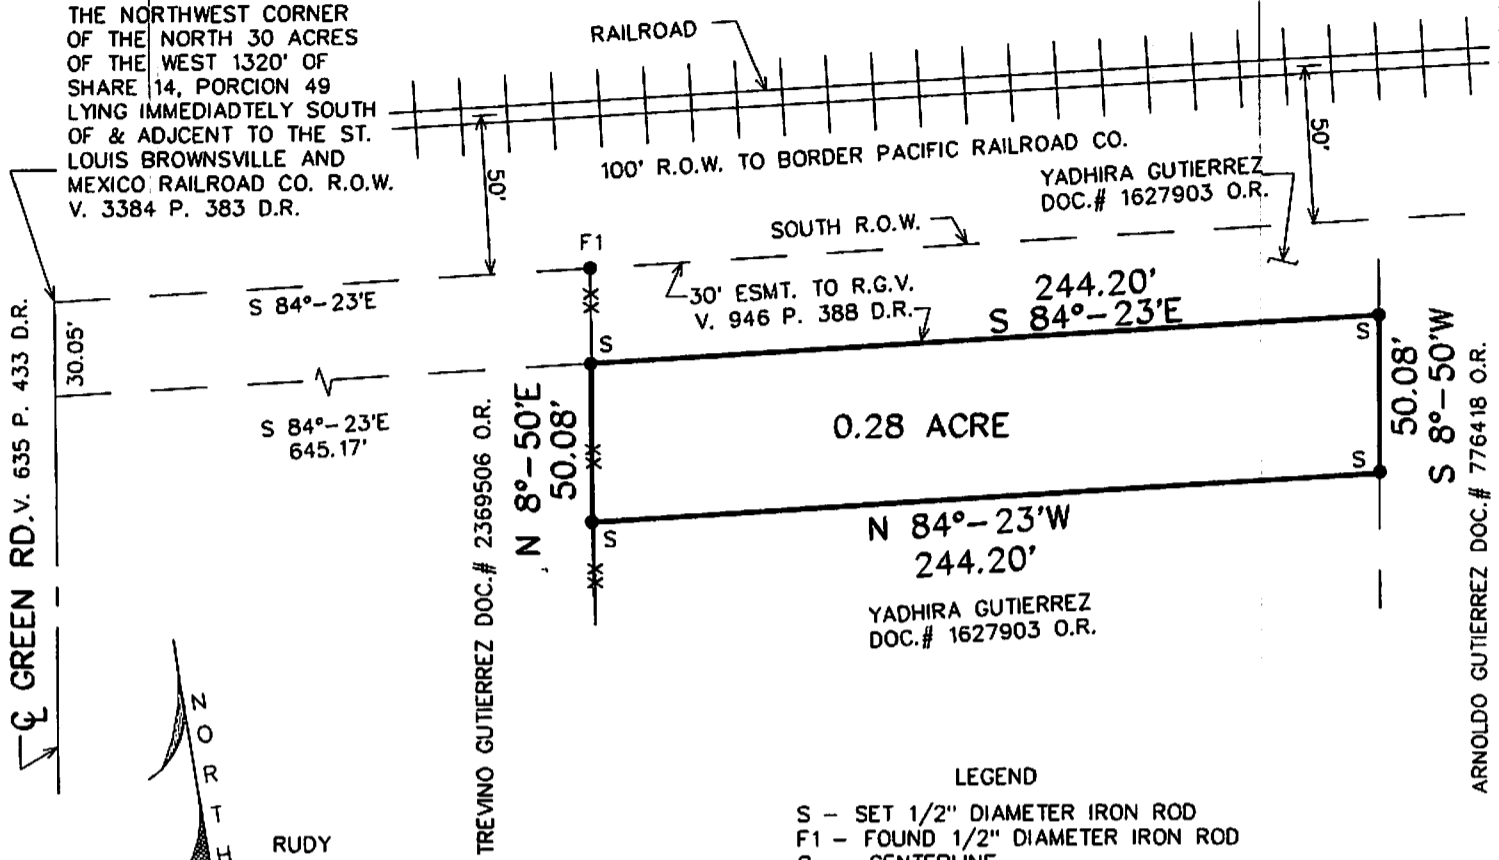 THE NORTHWEST CORNER
OF THE NORTH 30 ACRES
OF THE WEST 1320' OF
SHARE 14, PORCION 49
LYING IMMEDIADTELY SOUTH
OF & ADJCENT TO THE ST.
LOUIS BROWNSVILLE AND
MEXICO RAILROAD CO. R.O.W.
V. 3384 P. 383 D.R.
RAILROAD
50'
100' R.O.W. TO BORDER PACIFIC RAILROAD CO.
50'
YADHIRA GUTIERREZ
DOC.# 1627903 O.R.
SOUTH R.O.W.
F1
30' ESMT. TO R.G.V.
V. 946 P. 388 D.R.
244.20'
S 84°-23'E
S 84°-23'E
30.05'
S 84°-23'E
645.17'
S
S
S
S
N 8°-50'E
50.08'
0.28 ACRE
50.08'
S 8°-50'W
N 84°-23'W
244.20'
YADHIRA GUTIERREZ
DOC.# 1627903 O.R.
℄ GREEN RD. V. 635 P. 433 D.R.
TREVINO GUTIERREZ DOC.# 2369506 O.R.
ARNOLDO GUTIERREZ DOC.# 776418 O.R.
NORTH
RUDY
LEGEND
S - SET 1/2" DIAMETER IRON ROD
F1 - FOUND 1/2" DIAMETER IRON ROD
CENTERLINE